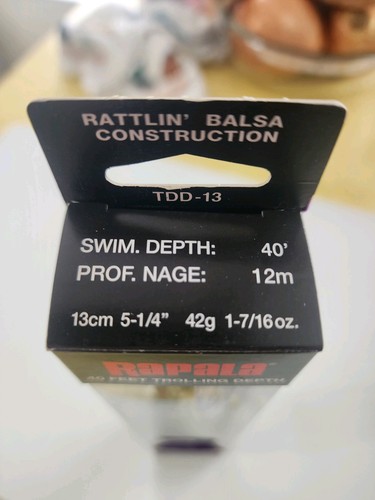 RATTLIN' BALSA
CONSTRUCTION
TDD-13
SWIM. DEPTH: 40'
PROF. NAGE: 12m
13cm 5-1/4" 42g 1-7/16oz.
Rapala
40 FEET TROLLING DEPTH